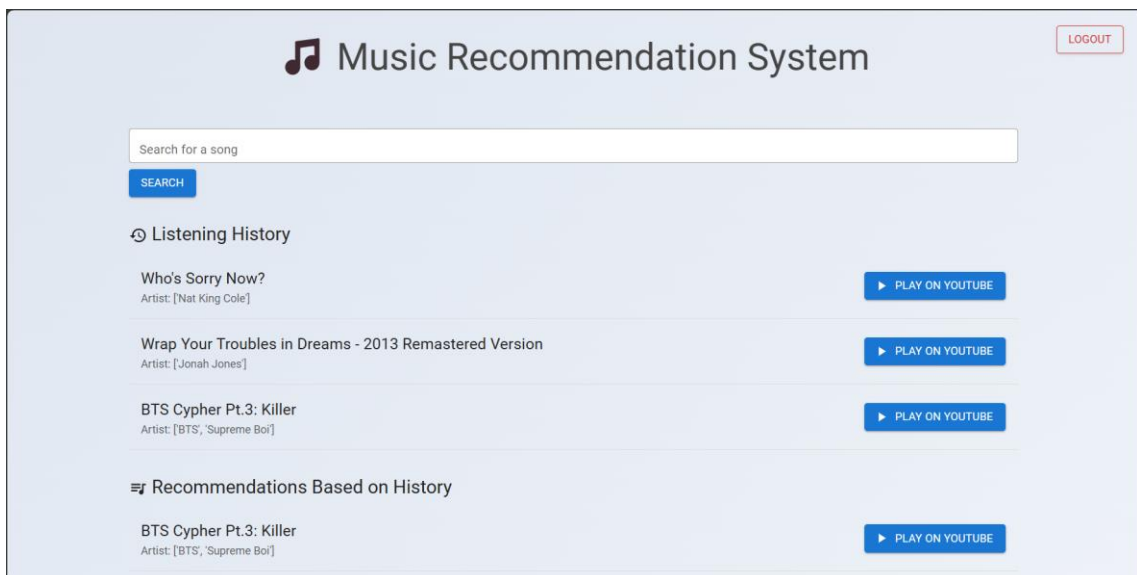 Music Recommendation System
LOGOUT
Search for a song
SEARCH
Listening History
Who's Sorry Now?
Artist: ['Nat King Cole']
PLAY ON YOUTUBE
Wrap Your Troubles in Dreams - 2013 Remastered Version
Artist: ['Jonah Jones']
PLAY ON YOUTUBE
BTS Cypher Pt.3: Killer
Artist: ['BTS', 'Supreme Boi']
PLAY ON YOUTUBE
Recommendations Based on History
BTS Cypher Pt.3: Killer
Artist: ['BTS', 'Supreme Boi']
PLAY ON YOUTUBE